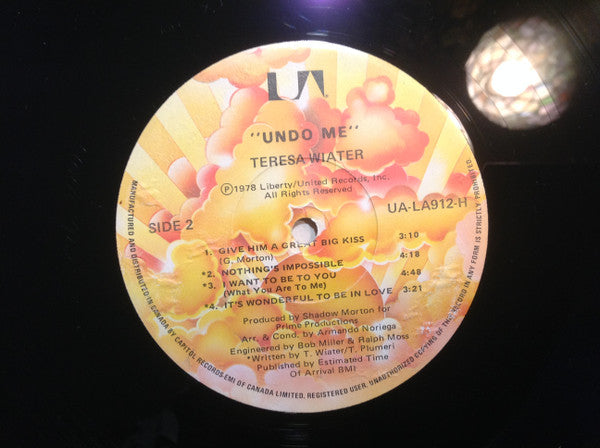 UA
"UNDO ME"
TERESA WIATER
℗1978 Liberty/United Records, Inc.
All Rights Reserved
SIDE 2
UA-LA912-H
1. GIVE HIM A GREAT BIG KISS 3:10
(G. Morton)
*2. NOTHING'S IMPOSSIBLE 4:18
*3. I WANT TO BE TO YOU 4:48
(What You Are To Me)
*4. IT'S WONDERFUL TO BE IN LOVE 3:21
Produced by Shadow Morton for
Prime Productions
Arr. & Cond. by Armando Noriega
Engineered by Bob Miller & Ralph Moss
*Written by T. Wiater/T. Plumeri
Published by Estimated Time
Of Arrival BMI
MANUFACTURED AND DISTRIBUTED IN CANADA BY CAPITOL RECORDS-EMI OF CANADA LIMITED. REGISTERED USER. UNAUTHORIZED COPYING OF THIS RECORD IN ANY FORM IS STRICTLY PROHIBITED.